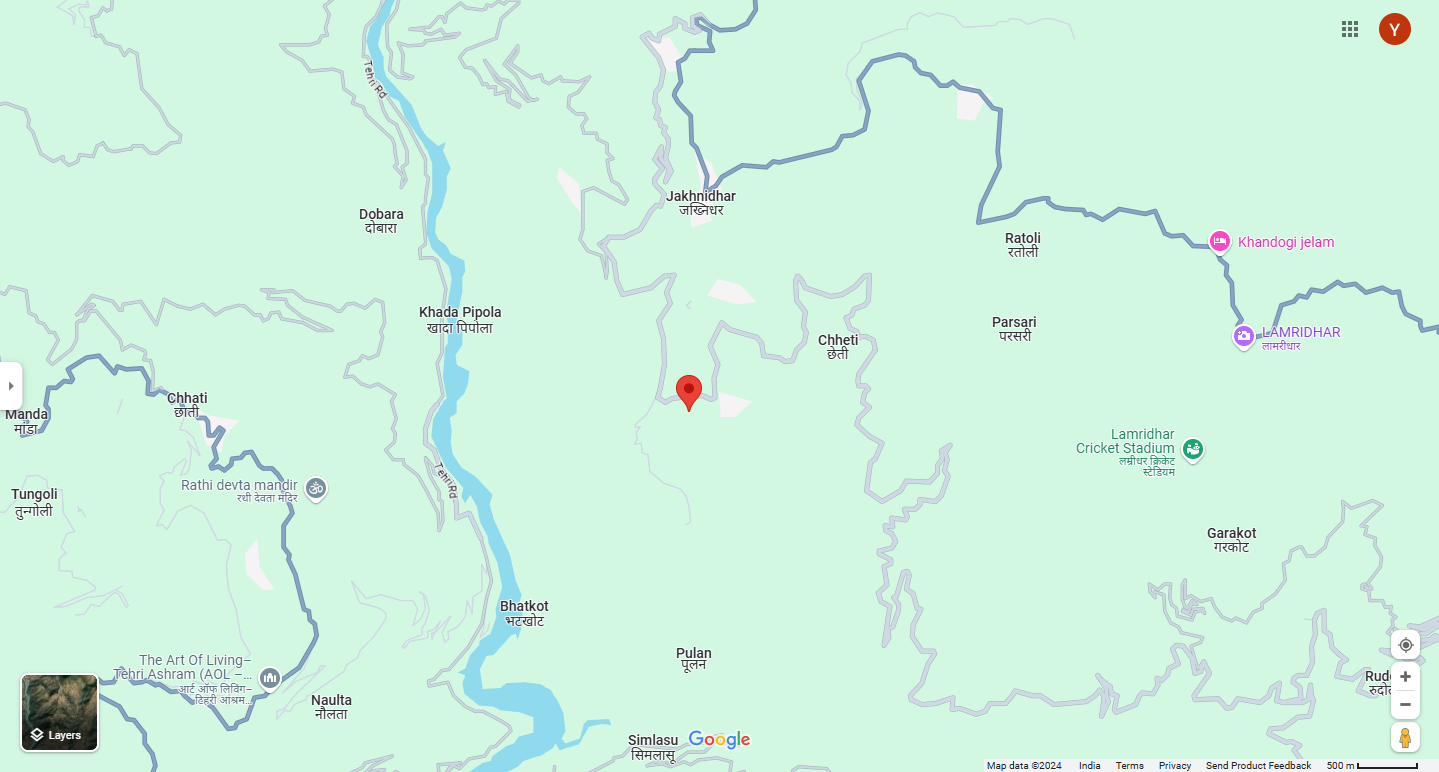 Y
Tehri Rd
Jakhnidhar
जख्निधर
Dobara
दोबारा
Ratoli
रतोली
Khandogi jelam
Khada Pipola
खादा पिपोला
Parsari
परसरी
LAMRIDHAR
लामरीधार
Chheti
छेती
Chhati
छाती
Manda
मांडा
Lamridhar
Cricket Stadium
लम्रीधर क्रिकेट
स्टेडियम
Tehri Rd
Rathi devta mandir
रथी देवता मंदिर
Tungoli
तुन्गोली
Garakot
गरकोट
Bhatkot
भटखोट
Pulan
पूलन
The Art Of Living–
Tehri Ashram (AOL –...
आर्ट ऑफ़ लिविंग–
टिहरी आश्रम...
Naulta
नौलता
Layers
Simlasu
सिमलासू
Google
Map data ©2024 India Terms Privacy Send Product Feedback 500 m